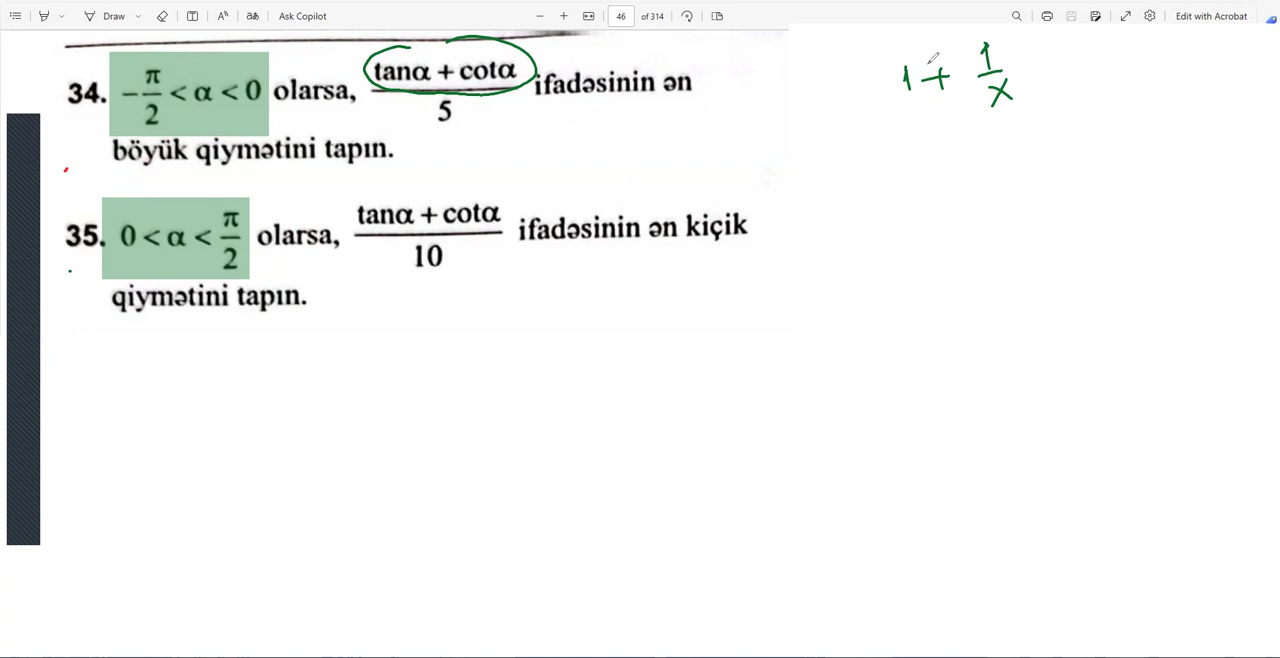 Draw
Ask Copilot
46 of 314
Edit with Acrobat
34. -π/2 < α < 0 olarsa, (tanα + cotα)/5 ifadəsinin ən
böyük qiymətini tapın.
35. 0 < α < π/2 olarsa, (tanα + cotα)/10 ifadəsinin ən kiçik
qiymətini tapın.
1 + 1/x